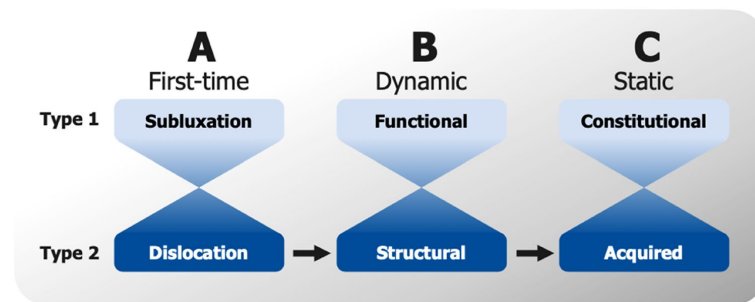 A B C
First-time Dynamic Static
Type 1 Subluxation Functional Constitutional
Type 2 Dislocation Structural Acquired